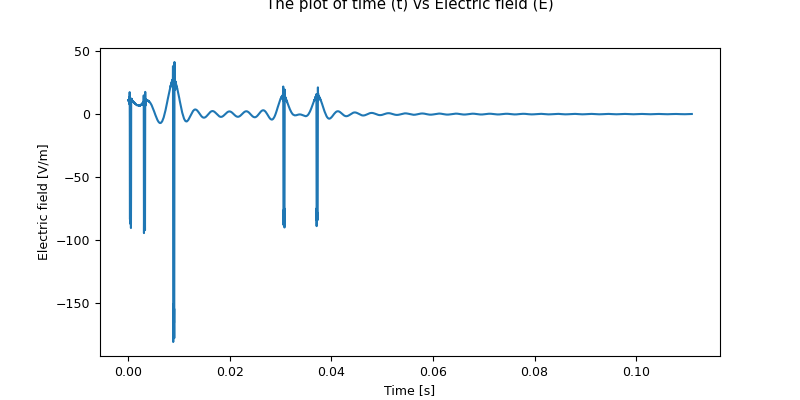 The plot of time (t) vs Electric field (E)
50
0
−50
−100
−150
Electric field [V/m]
0.00 0.02 0.04 0.06 0.08 0.10
Time [s]